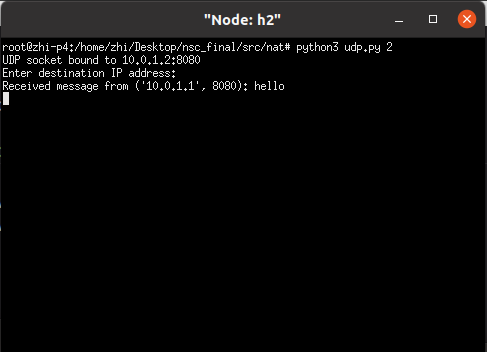 "Node: h2"
root@zhi-p4:/home/zhi/Desktop/nsc_final/src/nat# python3 udp.py 2
UDP socket bound to 10.0.1.2:8080
Enter destination IP address:
Received message from ('10.0.1.1', 8080): hello